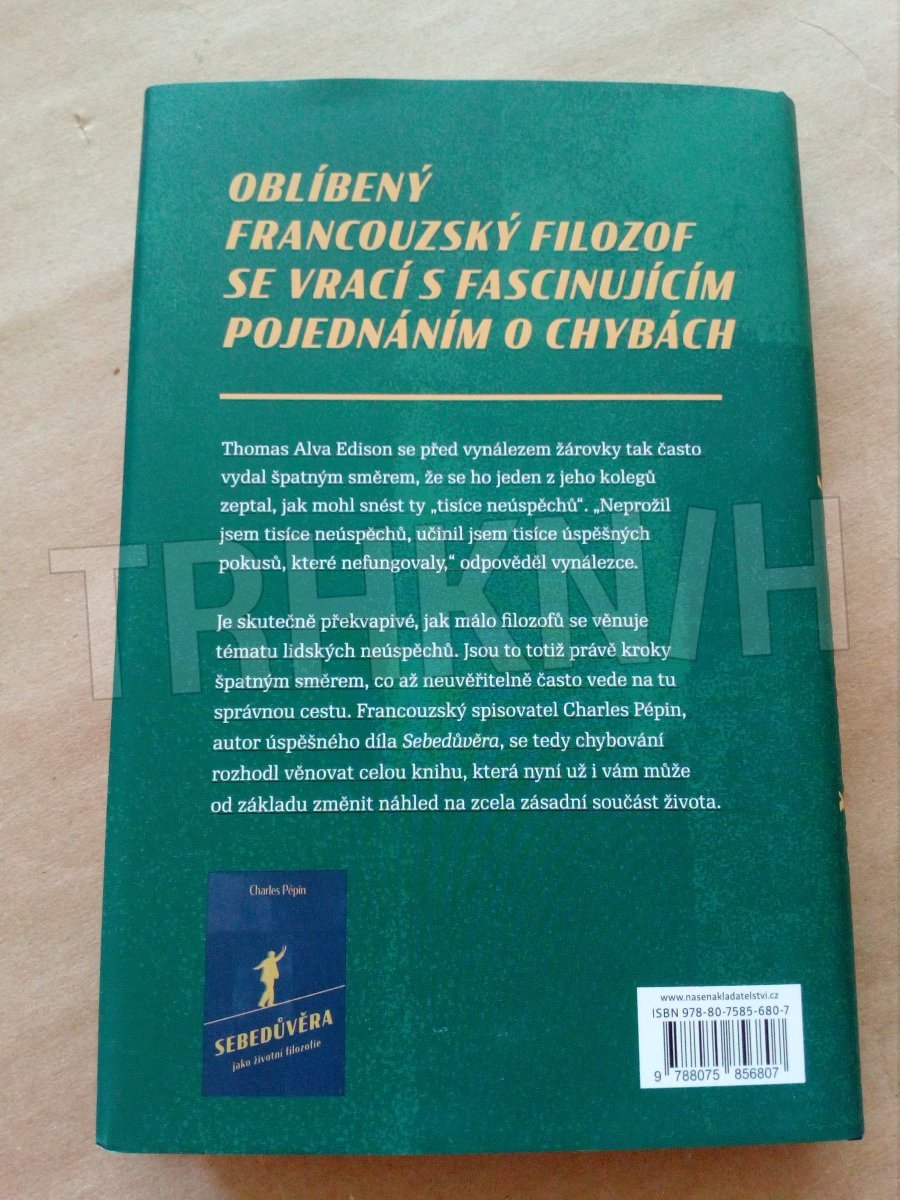 OBLÍBENÝ
FRANCOUZSKÝ FILOZOF
SE VRACÍ S FASCINUJÍCÍM
POJEDNÁNÍM O CHYBÁCH
Thomas Alva Edison se před vynálezem žárovky tak často
vydal špatným směrem, že se ho jeden z jeho kolegů
zeptal, jak mohl snést ty „tisíce neúspěchů“. „Neprožil
jsem tisíce neúspěchů, učinil jsem tisíce úspěšných
pokusů, které nefungovaly,“ odpověděl vynálezce.
TRHKNIH
Je skutečně překvapivé, jak málo filozofů se věnuje
tématu lidských neúspěchů. Jsou to totiž právě kroky
špatným směrem, co až neuvěřitelně často vede na tu
správnou cestu. Francouzský spisovatel Charles Pépin,
autor úspěšného díla Sebedůvěra, se tedy chybování
rozhodl věnovat celou knihu, která nyní už i vám může
od základu změnit náhled na zcela zásadní součást života.
Charles Pépin
SEBEDŮVĚRA
jako životní filozofie
www.nasenakladatelstvi.cz
ISBN 978-80-7585-680-7
9 788075 856807